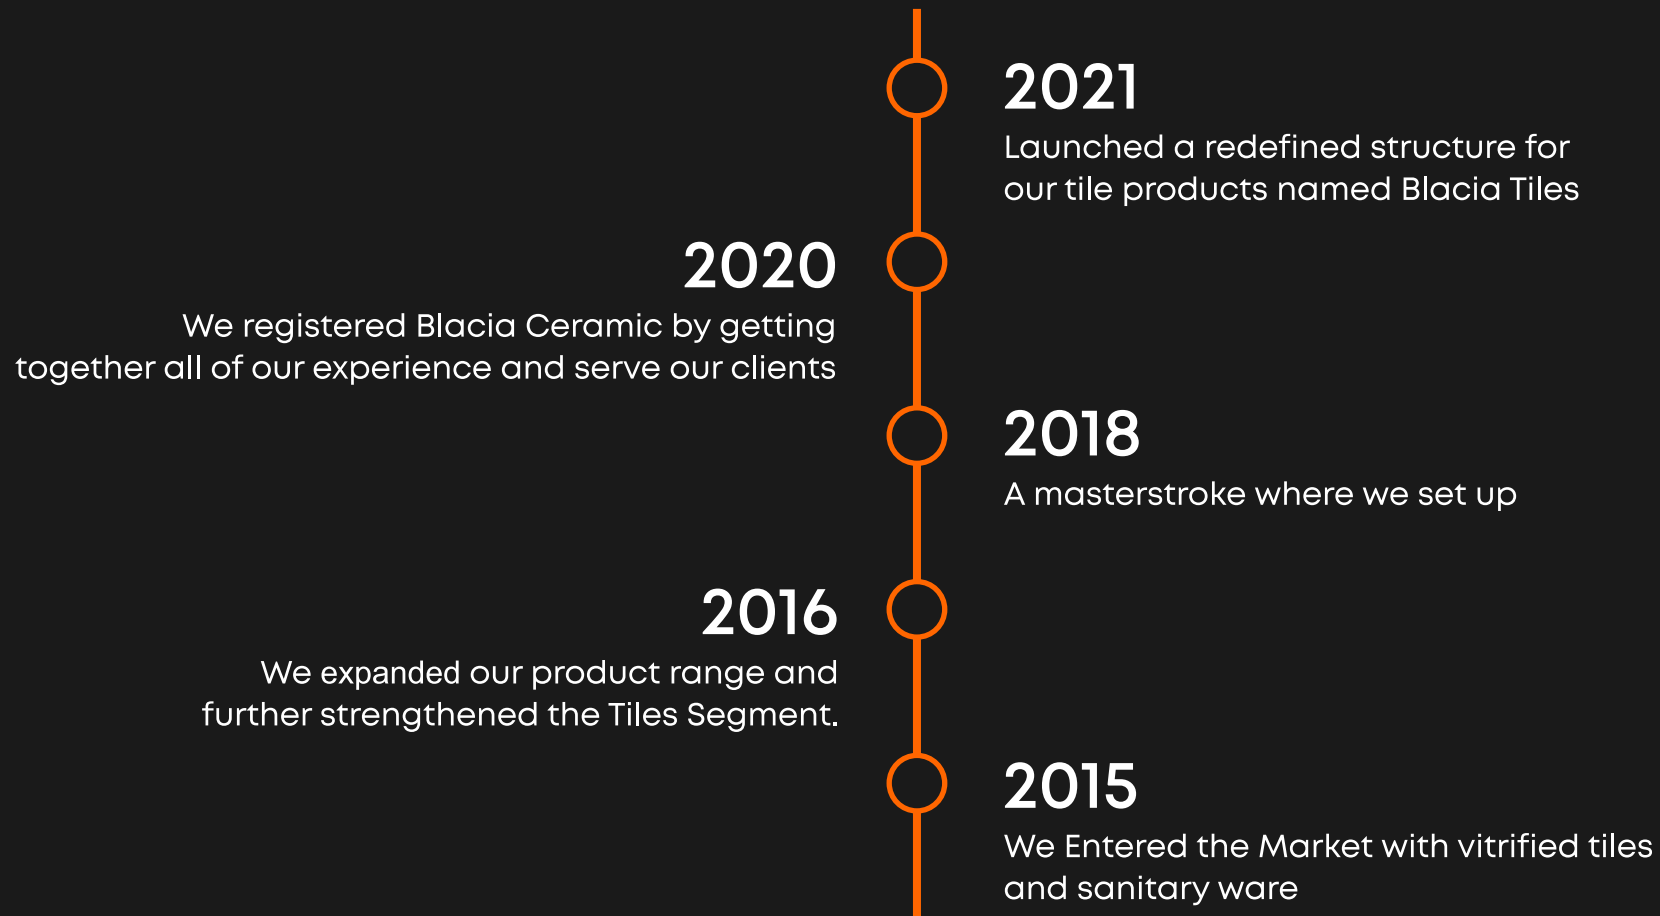 2021
Launched a redefined structure for
our tile products named Blacia Tiles
2020
We registered Blacia Ceramic by getting
together all of our experience and serve our clients
2018
A masterstroke where we set up
2016
We expanded our product range and
further strengthened the Tiles Segment.
2015
We Entered the Market with vitrified tiles
and sanitary ware